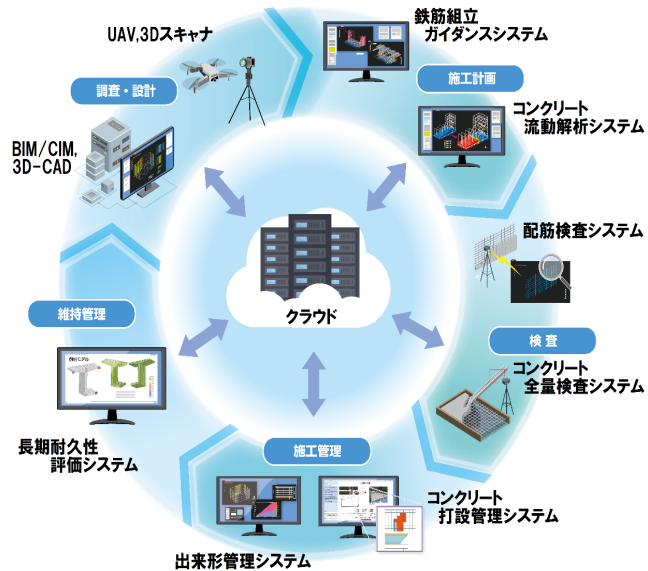 UAV,3Dスキャナ
調査・設計
BIM/CIM,
3D-CAD
鉄筋組立
ガイダンスシステム
施工計画
コンクリート
流動解析システム
配筋検査システム
検 査
コンクリート
全量検査システム
クラウド
維持管理
長期耐久性
評価システム
施工管理
出来形管理システム
コンクリート
打設管理システム